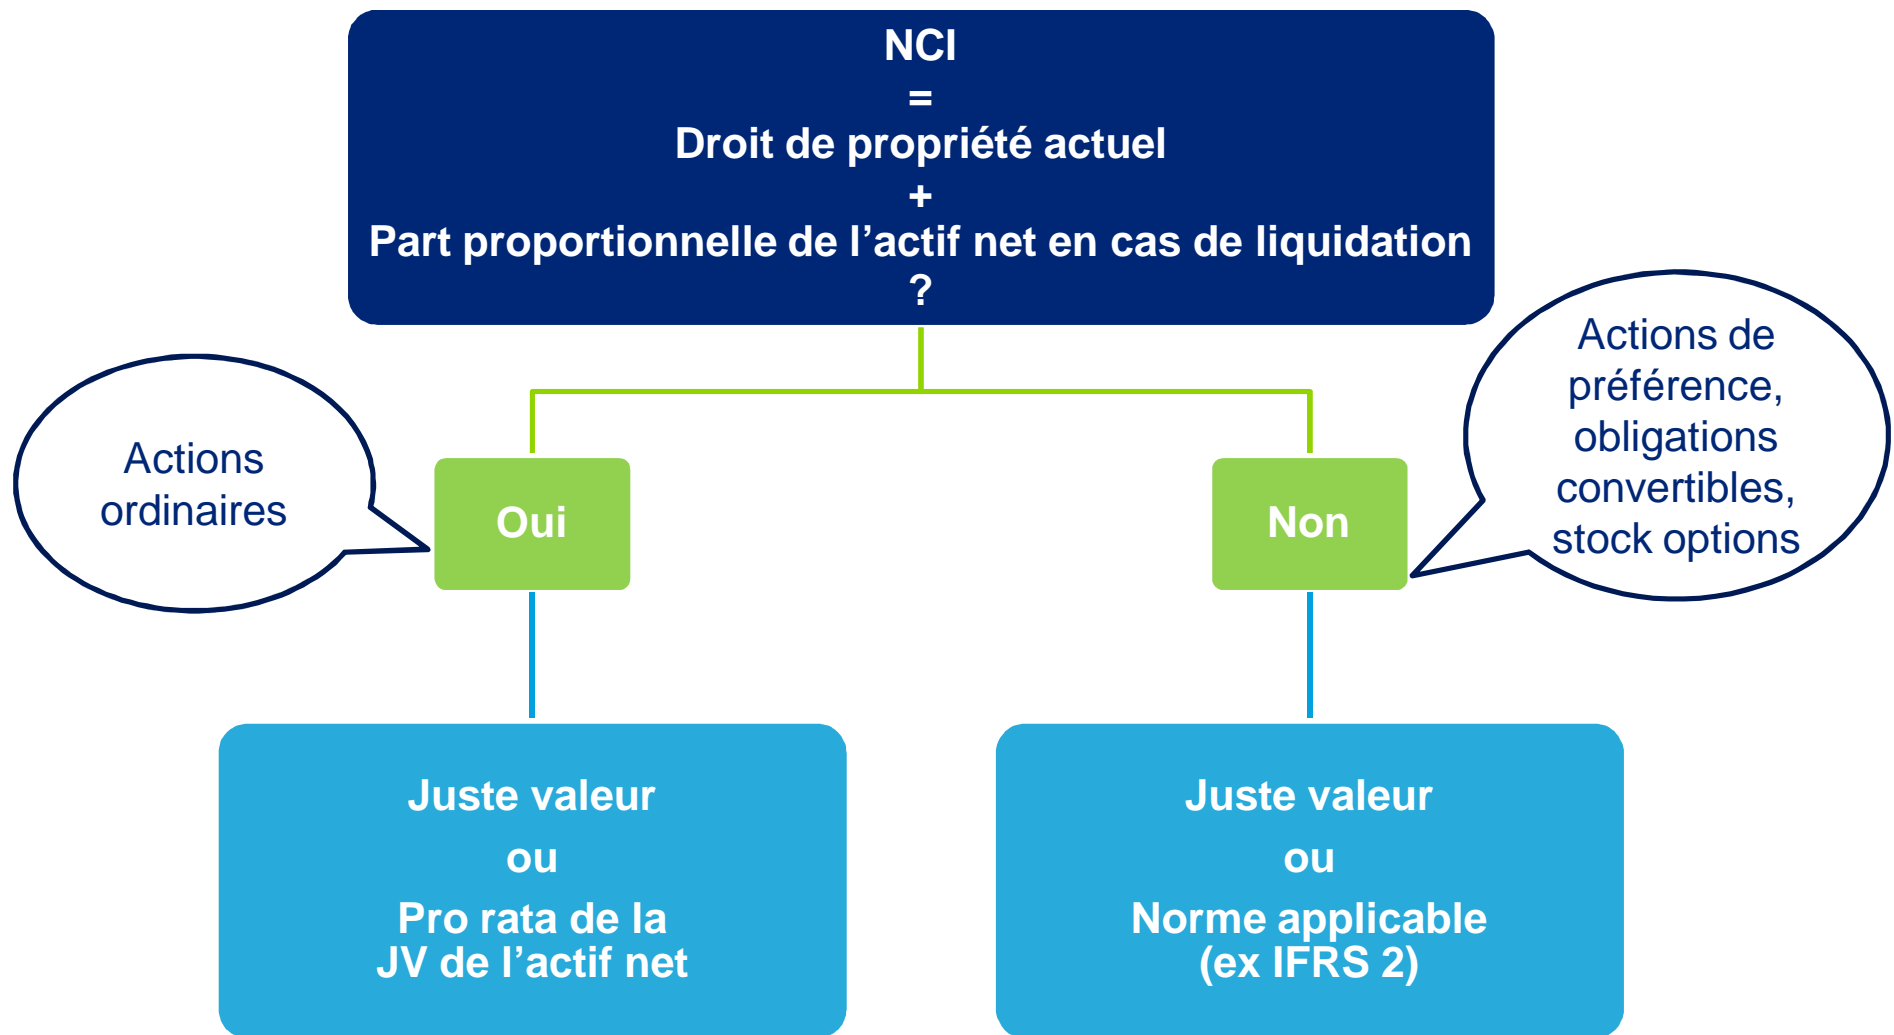 NCI
=
Droit de propriété actuel
+
Part proportionnelle de l’actif net en cas de liquidation
?
Actions
ordinaires
Oui
Non
Actions de
préférence,
obligations
convertibles,
stock options
Juste valeur
ou
Pro rata de la
JV de l’actif net
Juste valeur
ou
Norme applicable
(ex IFRS 2)